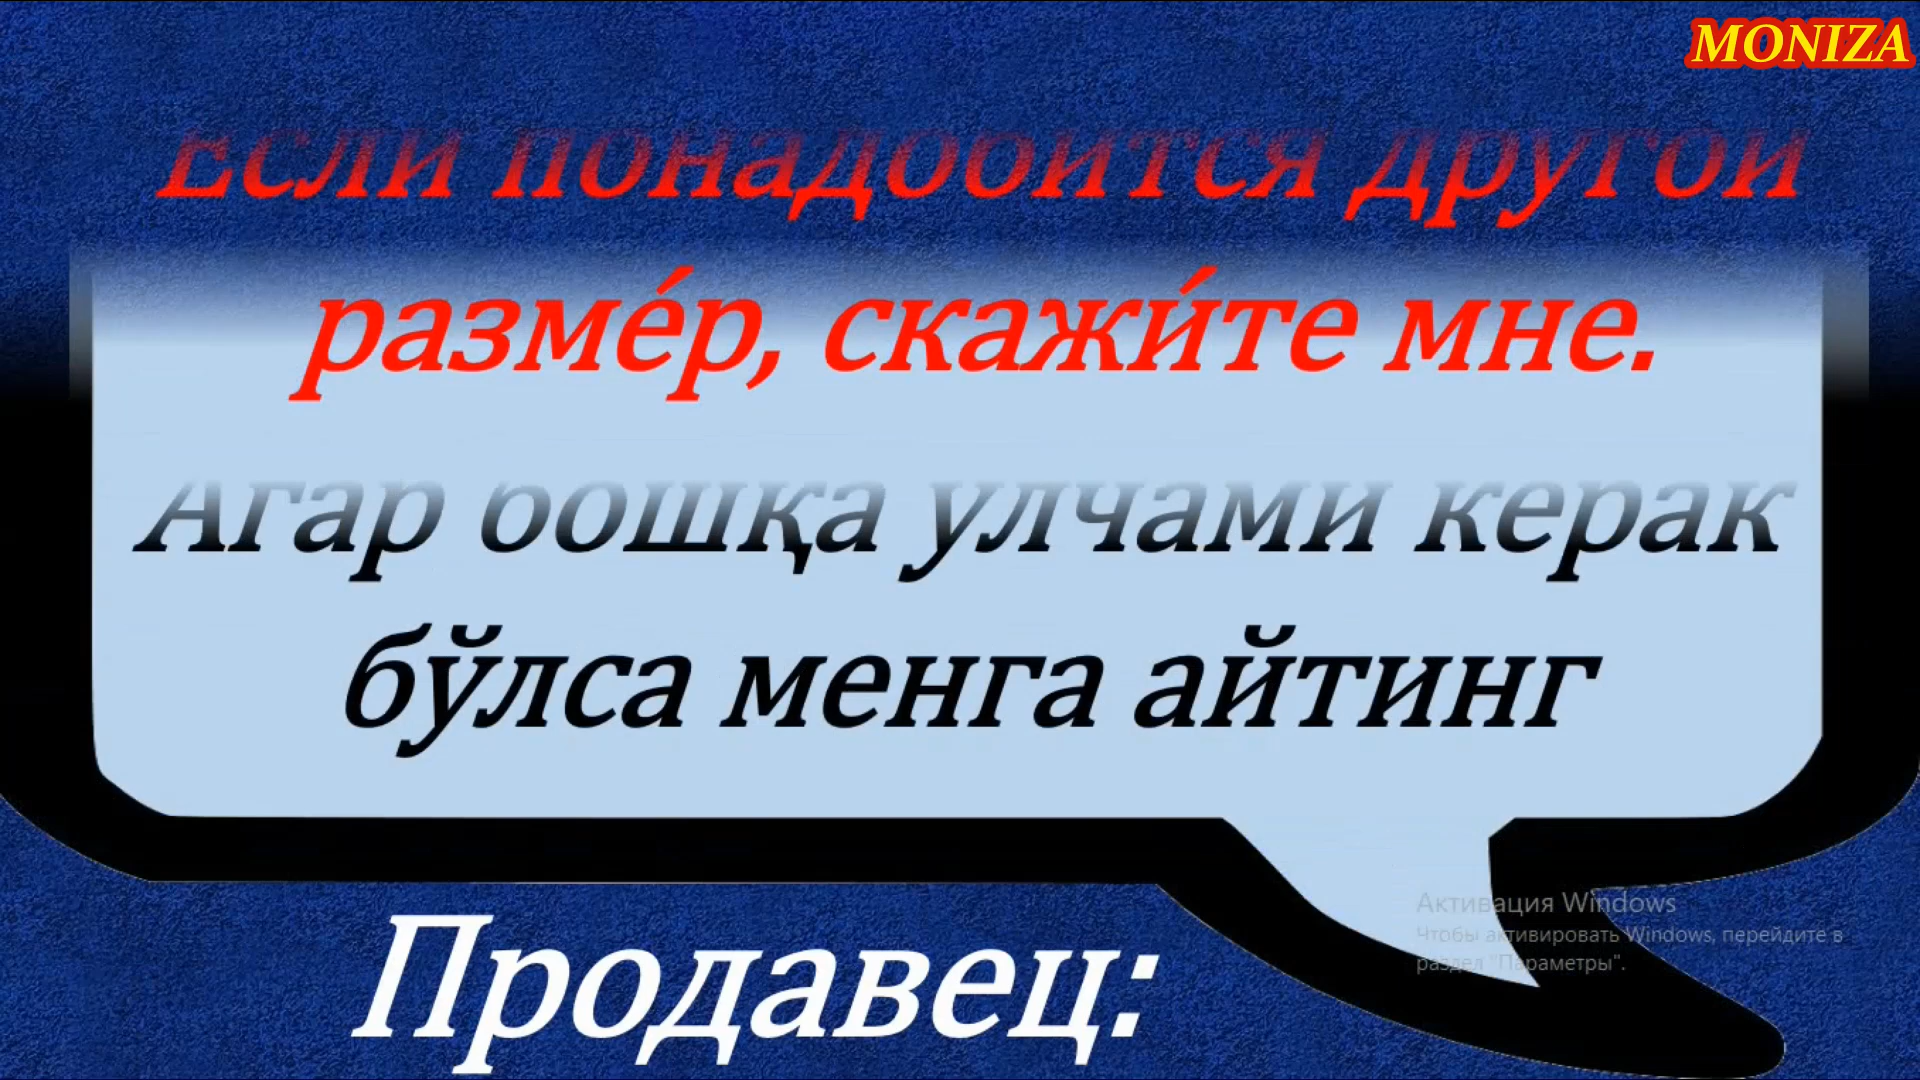 MONIZA
Если понадобится другой
разме́р, скажи́те мне.
Агар бошқа улчами керак
бўлса менга айтинг
Продавец:
Активация Windows
Чтобы активировать Windows, перейдите в
раздел "Параметры".